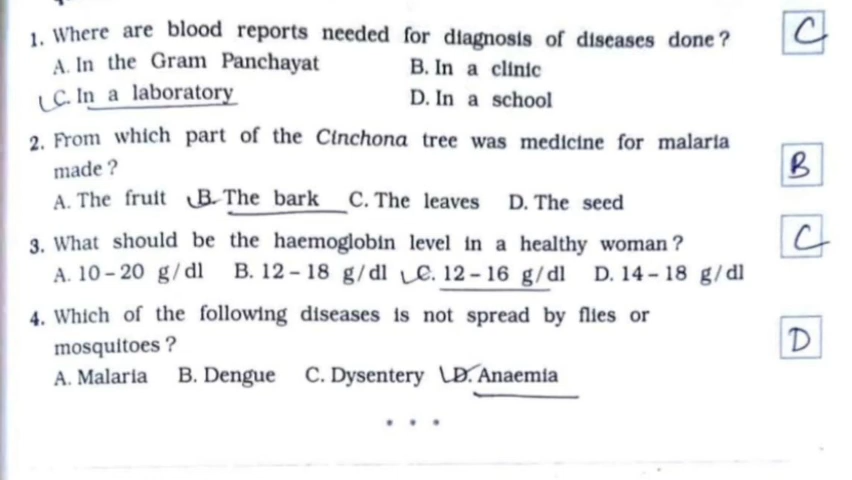 1. Where are blood reports needed for diagnosis of diseases done? C
A. In the Gram Panchayat B. In a clinic
C. In a laboratory D. In a school
2. From which part of the Cinchona tree was medicine for malaria
made? B
A. The fruit B. The bark C. The leaves D. The seed
3. What should be the haemoglobin level in a healthy woman? C
A. 10-20 g/dl B. 12-18 g/dl C. 12-16 g/dl D. 14-18 g/dl
4. Which of the following diseases is not spread by flies or
mosquitoes? D
A. Malaria B. Dengue C. Dysentery D. Anaemia